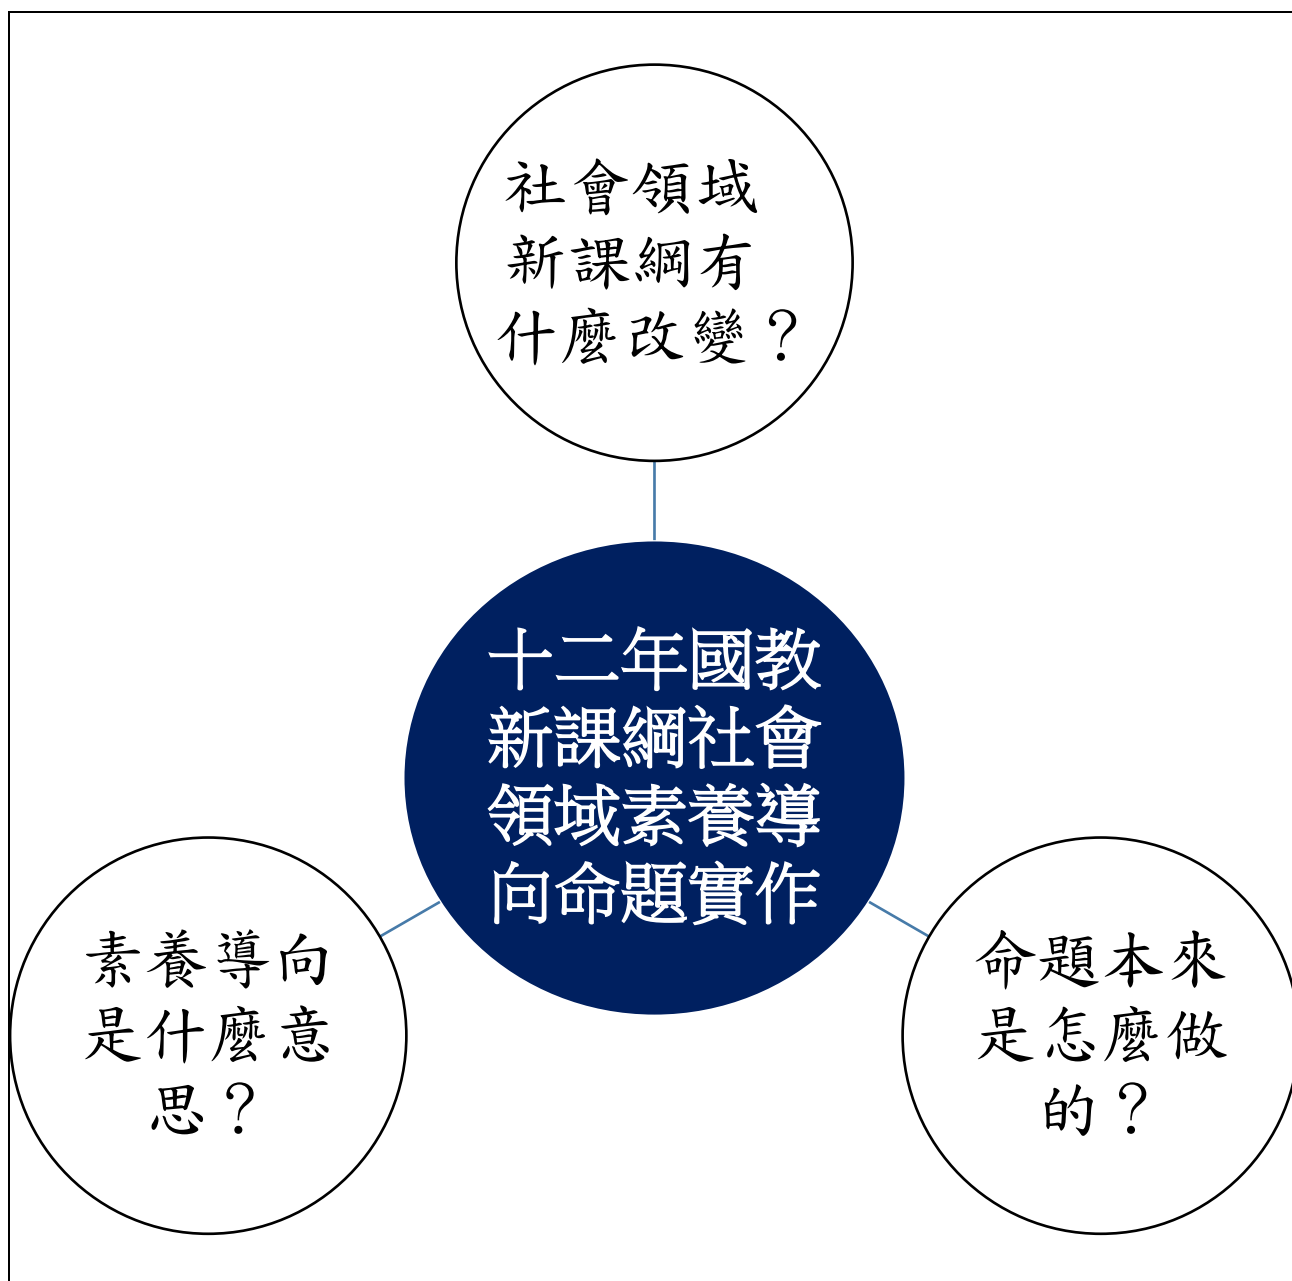 社會領域
新課綱有
什麼改變？
十二年國教
新課綱社會
領域素養導
向命題實作
素養導向
是什麼意
思？
命題本來
是怎麼做
的？